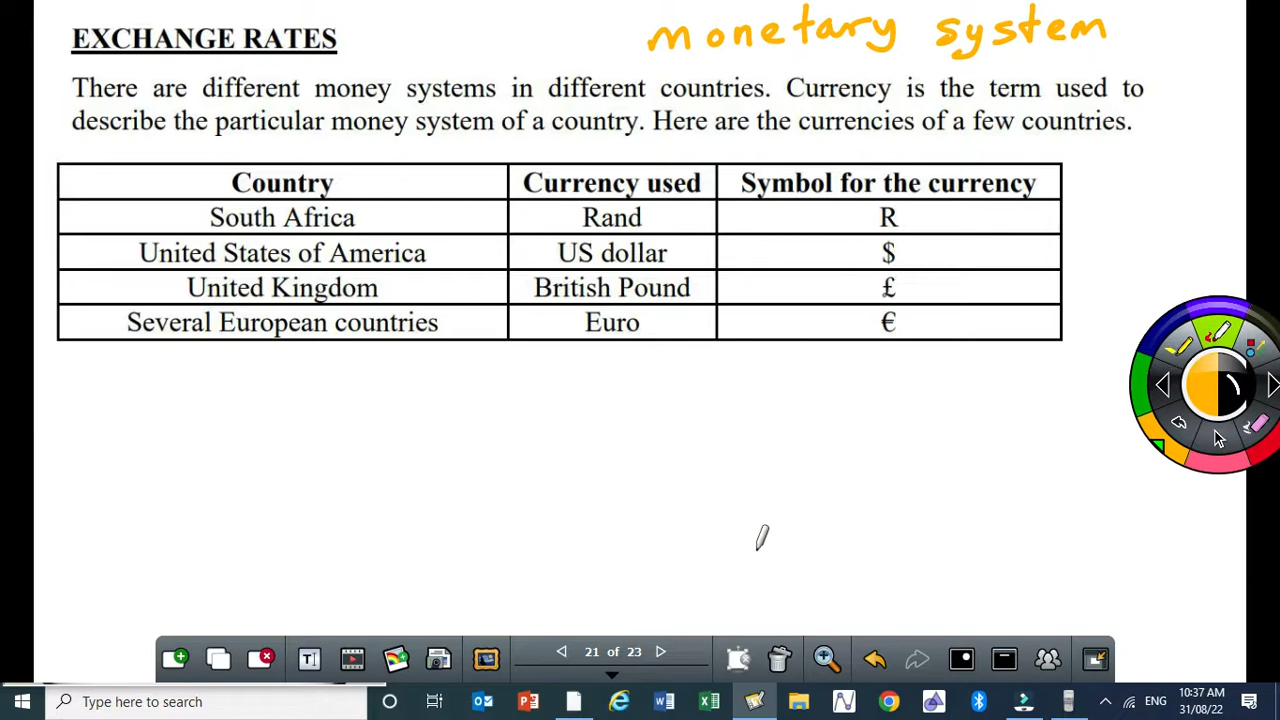 monetary system
EXCHANGE RATES
There are different money systems in different countries. Currency is the term used to
describe the particular money system of a country. Here are the currencies of a few countries.
Country Currency used Symbol for the currency
South Africa Rand R
United States of America US dollar $
United Kingdom British Pound £
Several European countries Euro €
21 of 23
Type here to search
ENG
10:37 AM
31/08/22